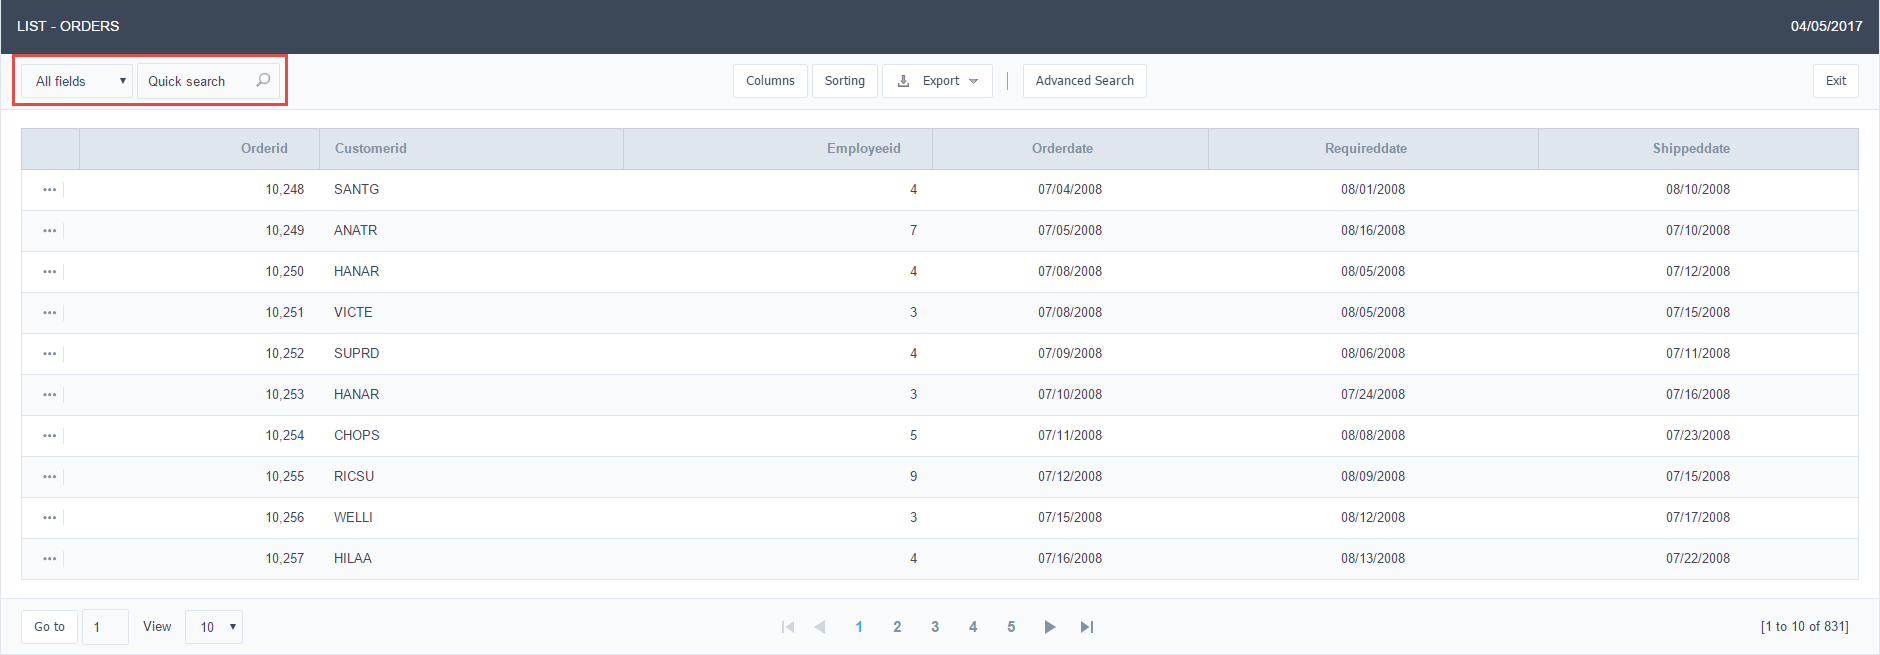 LIST - ORDERS 04/05/2017
All fields Quick search Columns Sorting Export Advanced Search Exit
Orderid Customerid Employeeid Orderdate Requireddate Shippeddate
10,248 SANTG 4 07/04/2008 08/01/2008 08/10/2008
10,249 ANATR 7 07/05/2008 08/16/2008 07/10/2008
10,250 HANAR 4 07/08/2008 08/05/2008 07/12/2008
10,251 VICTE 3 07/08/2008 08/05/2008 07/15/2008
10,252 SUPRD 4 07/09/2008 08/06/2008 07/11/2008
10,253 HANAR 3 07/10/2008 07/24/2008 07/16/2008
10,254 CHOPS 5 07/11/2008 08/08/2008 07/23/2008
10,255 RICSU 9 07/12/2008 08/09/2008 07/15/2008
10,256 WELLI 3 07/15/2008 08/12/2008 07/17/2008
10,257 HILAA 4 07/16/2008 08/13/2008 07/22/2008
Go to 1 View 10 1 2 3 4 5 [1 to 10 of 831]